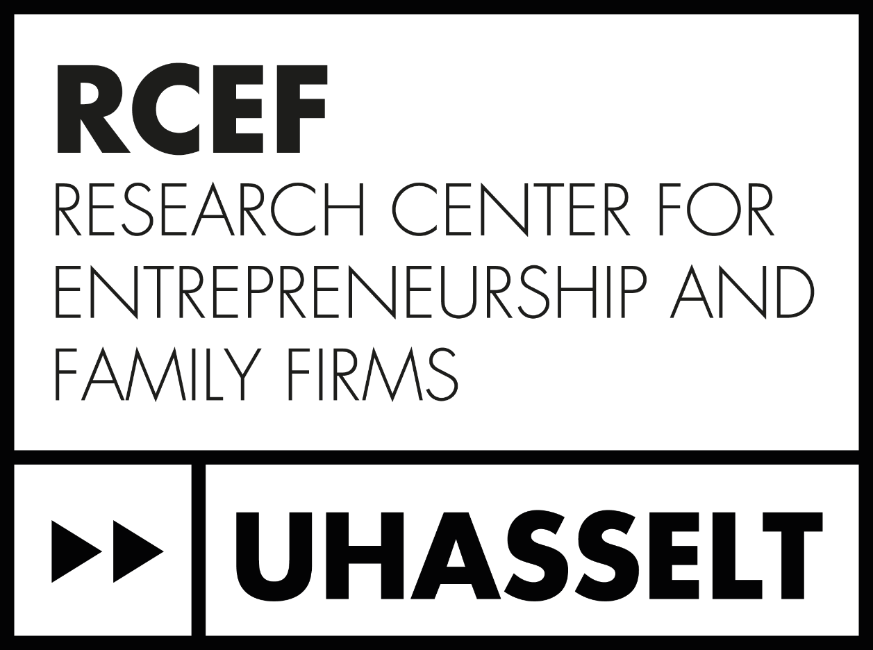 RCEF
RESEARCH CENTER FOR
ENTREPRENEURSHIP AND
FAMILY FIRMS
UHASSELT